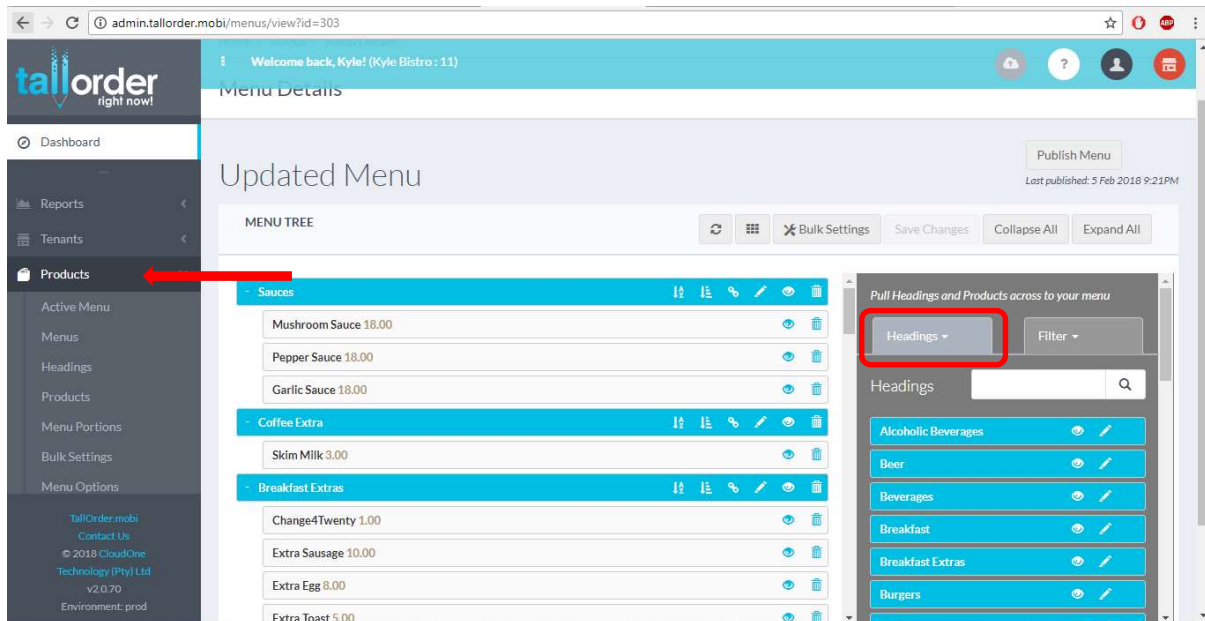 admin.tallorder.mobi/menus/view?id=303
ABP
tallorder
right now!
Welcome back, Kyle! (Kyle Bistro : 11)
?
Menu Details
Dashboard
Reports
Tenants
Products
Active Menu
Menus
Headings
Products
Menu Portions
Bulk Settings
Menu Options
TallOrder.mobi
Contact Us
© 2018 CloudOne
Technology (Pty) Ltd
v2.0.70
Environment: prod
Updated Menu
Publish Menu
Last published: 5 Feb 2018 9:21PM
MENU TREE
Bulk Settings
Save Changes
Collapse All
Expand All
- Sauces
Mushroom Sauce 18.00
Pepper Sauce 18.00
Garlic Sauce 18.00
- Coffee Extra
Skim Milk 3.00
- Breakfast Extras
Change4Twenty 1.00
Extra Sausage 10.00
Extra Egg 8.00
Extra Toast 5.00
Pull Headings and Products across to your menu
Headings
Filter
Headings
Alcoholic Beverages
Beer
Beverages
Breakfast
Breakfast Extras
Burgers